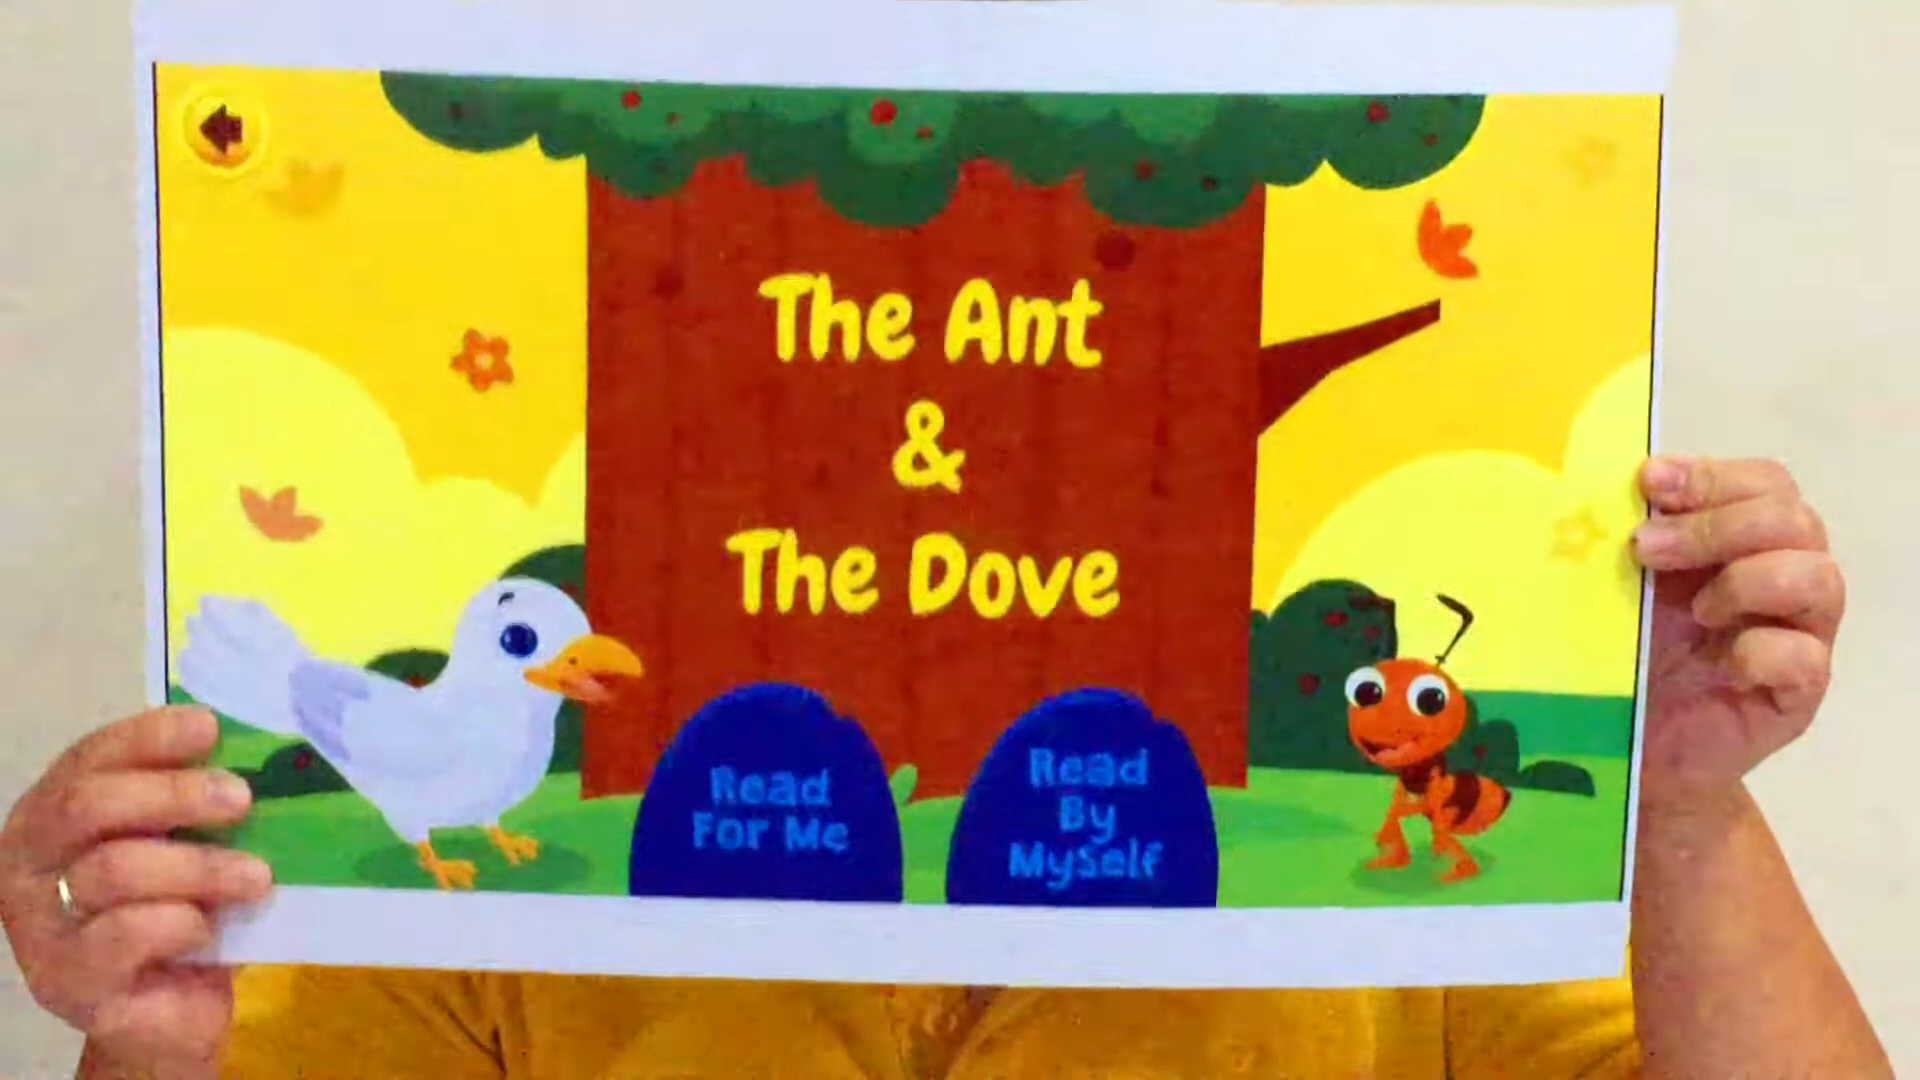 The Ant
&
The Dove
Read
For Me
Read
By
Myself